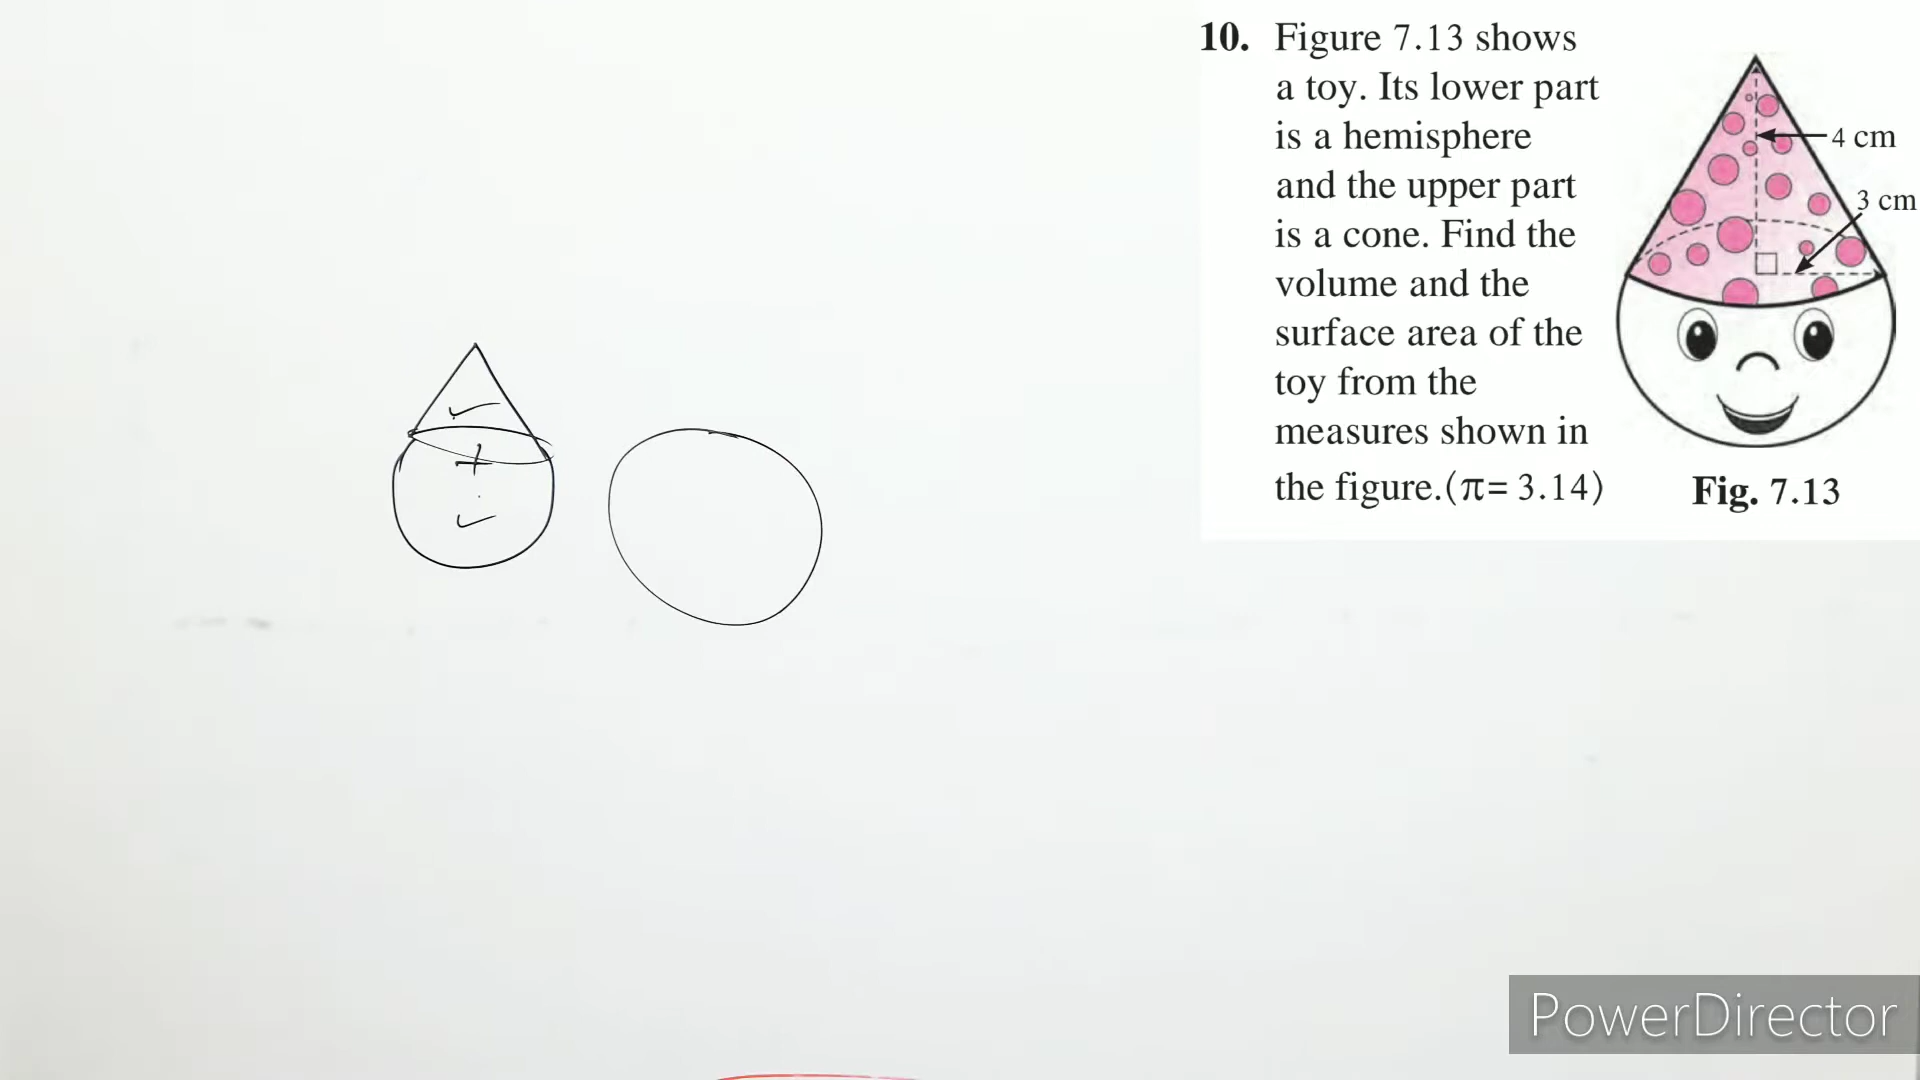 10. Figure 7.13 shows
a toy. Its lower part
is a hemisphere
and the upper part
is a cone. Find the
volume and the
surface area of the
toy from the
measures shown in
the figure.(π= 3.14)
4 cm
3 cm
Fig. 7.13
+
PowerDirector